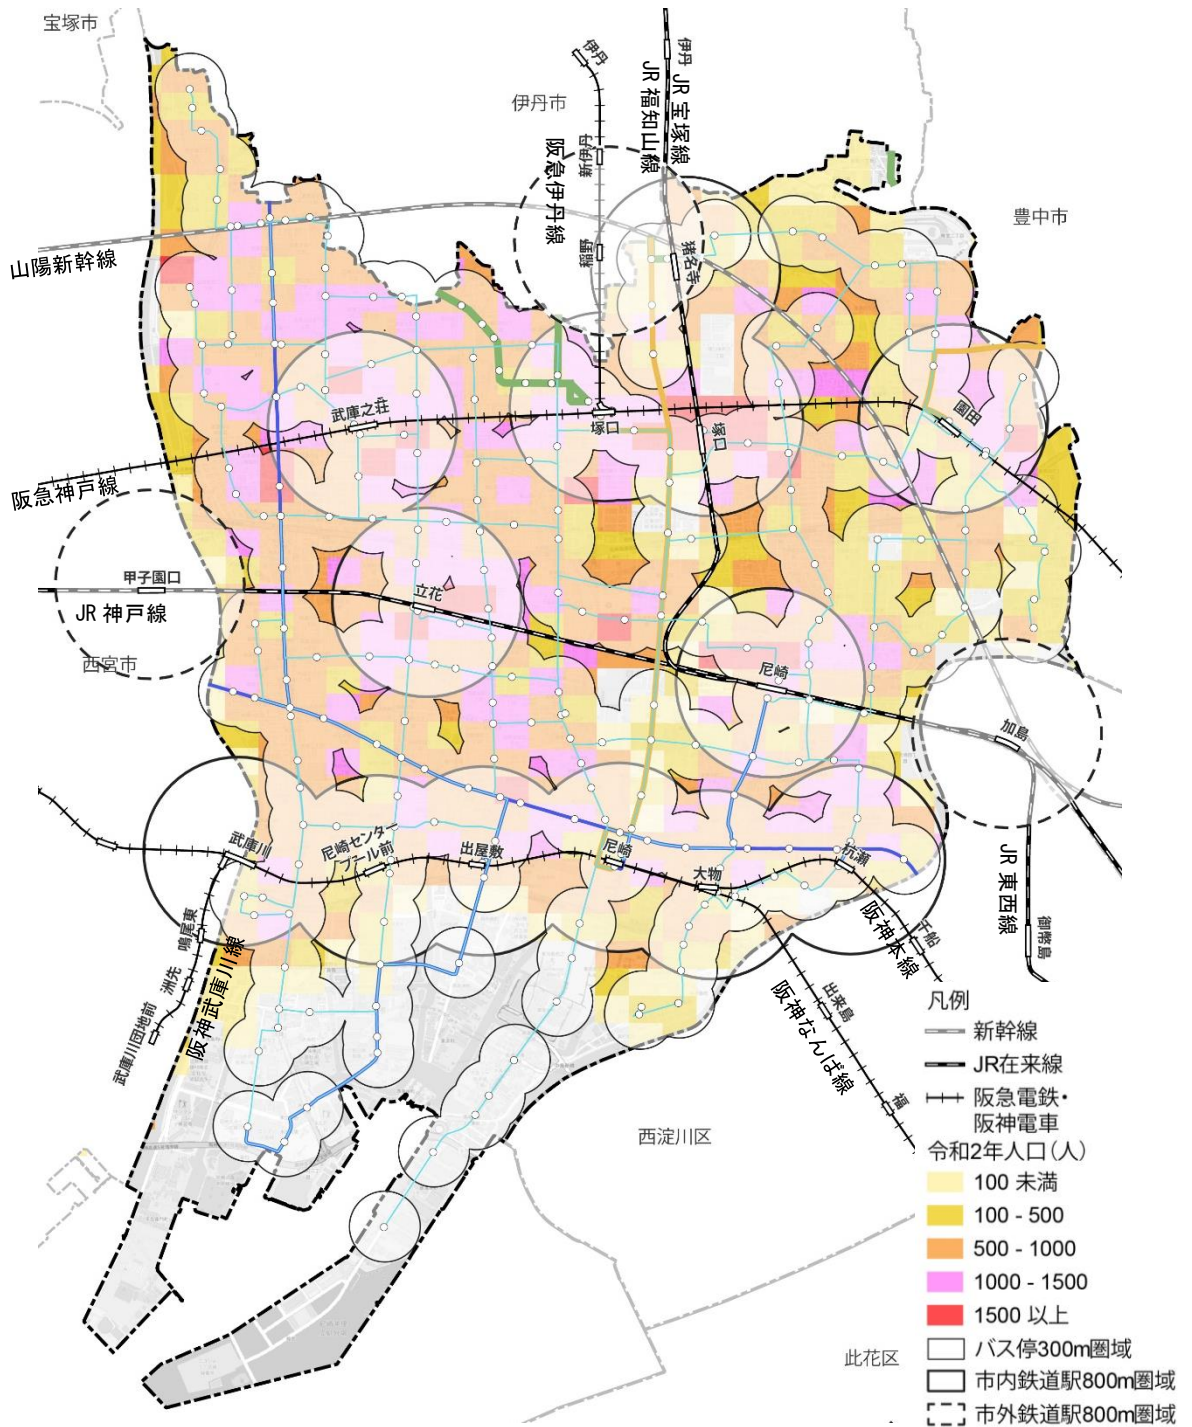 宝塚市
伊丹
伊丹
JR 宝塚線
JR 福知山線
伊丹市
阪急伊丹線
新伊丹
稲野
猪名寺
豊中市
山陽新幹線
武庫之荘
塚口
塚口
園田
阪急神戸線
甲子園口
JR 神戸線
立花
西宮市
尼崎
加島
武庫川
尼崎センター
プール前
出屋敷
尼崎
大物
杭瀬
JR 東西線
御幣島
阪神本線
千船
鳴尾東
洲先
武庫川団地前
阪神武庫川線
阪神なんば線
出来島
福
西淀川区
此花区
凡例
新幹線
JR在来線
阪急電鉄・
阪神電車
令和2年人口(人)
100 未満
100 - 500
500 - 1000
1000 - 1500
1500 以上
バス停300m圏域
市内鉄道駅800m圏域
市外鉄道駅800m圏域